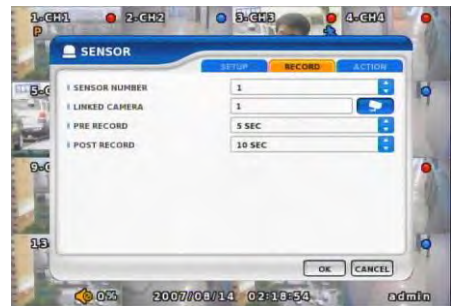 1.-CH1 2.-CH2 3.-CH3 4.-CH4
P
SENSOR
SETUP RECORD ACTION
SENSOR NUMBER 1
LINKED CAMERA 1
PRE RECORD 5 SEC
POST RECORD 10 SEC
OK CANCEL
0% 2007/08/14 02:18:54 admin